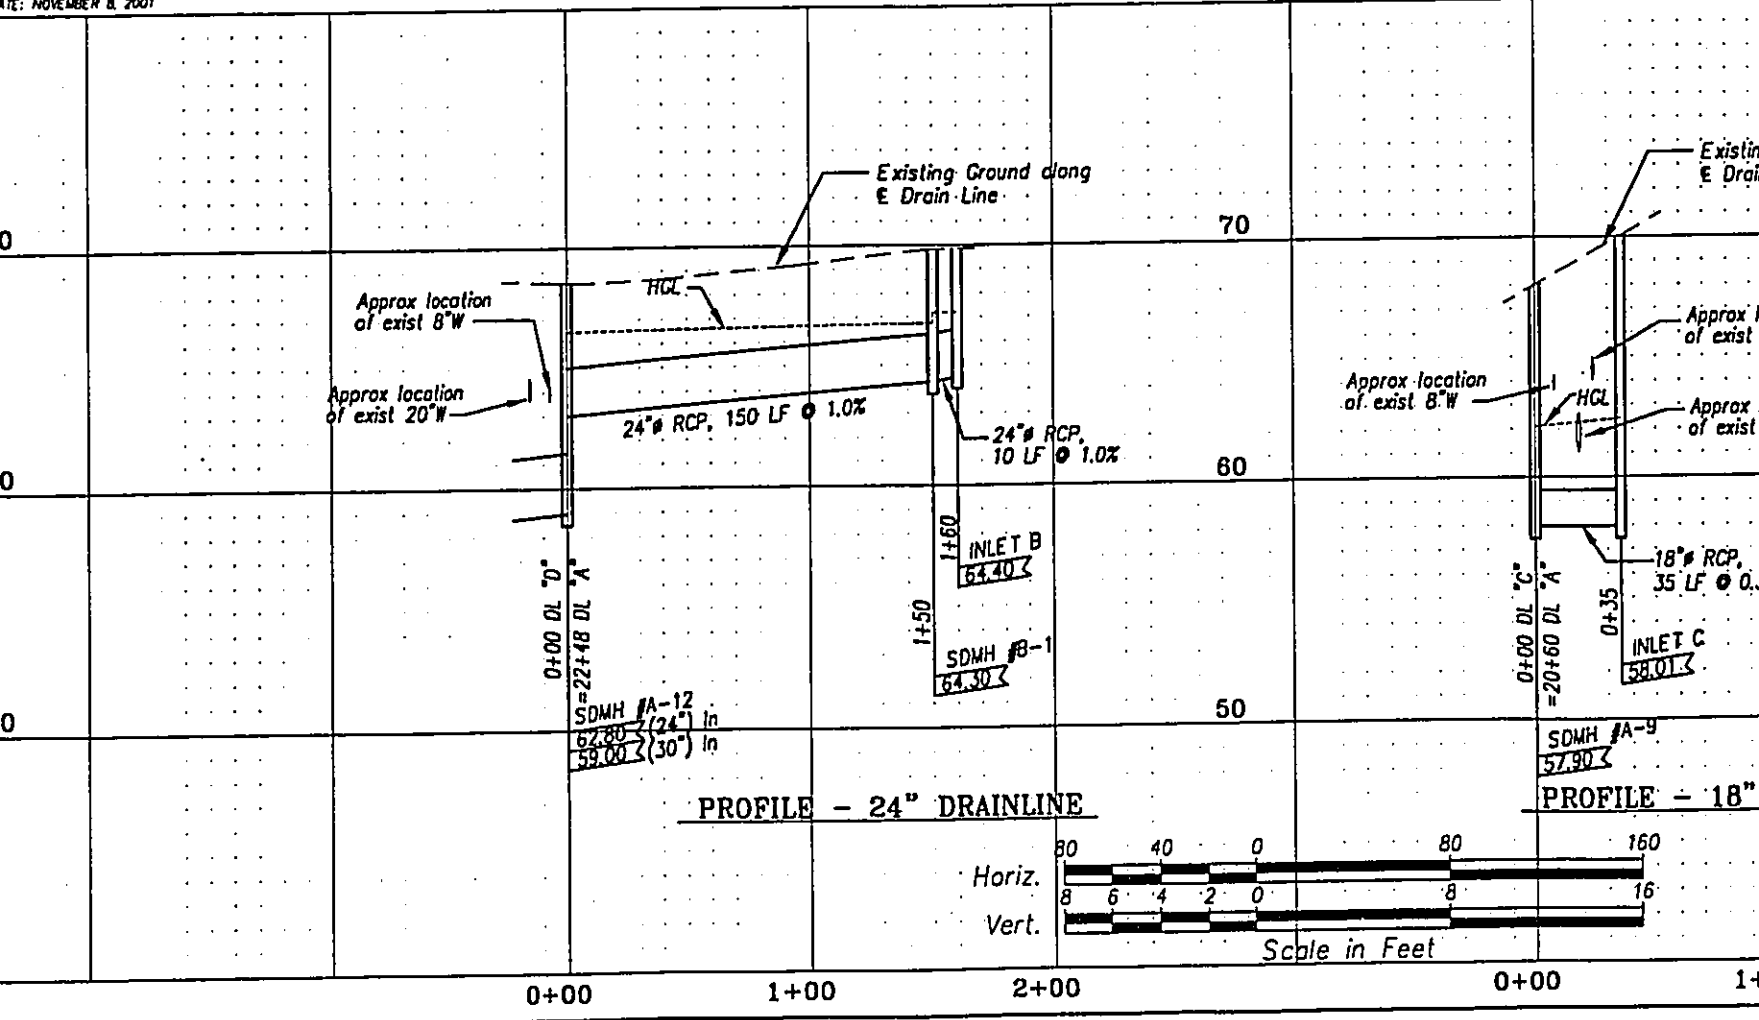 ATE: NOVEMBER 8, 2001
Existing Ground along
℄ Drain Line
HGL
Approx location
of exist 8"W
Approx location
of exist 20"W
24"ø RCP, 150 LF @ 1.0%
24"ø RCP,
10 LF @ 1.0%
0
0
0
70
60
50
0+00 DL "D"
=22+48 DL "A"
SDMH #A-12
62.80 (24") In
59.00 (30") In
1+50
SDMH #B-1
64.30
1+60
INLET B
64.40
PROFILE - 24" DRAINLINE
Existin
℄ Drai
Approx
of exist
Approx location
of exist 8"W
HGL
Approx
of exist
18"ø RCP,
35 LF @ 0.
0+00 DL "C"
=20+60 DL "A"
0+35
INLET C
58.01
SDMH #A-9
57.90
PROFILE - 18"
Horiz.
80 40 0 80 160
Vert.
8 6 4 2 0 8 16
Scale in Feet
0+00 1+00 2+00 0+00 1+